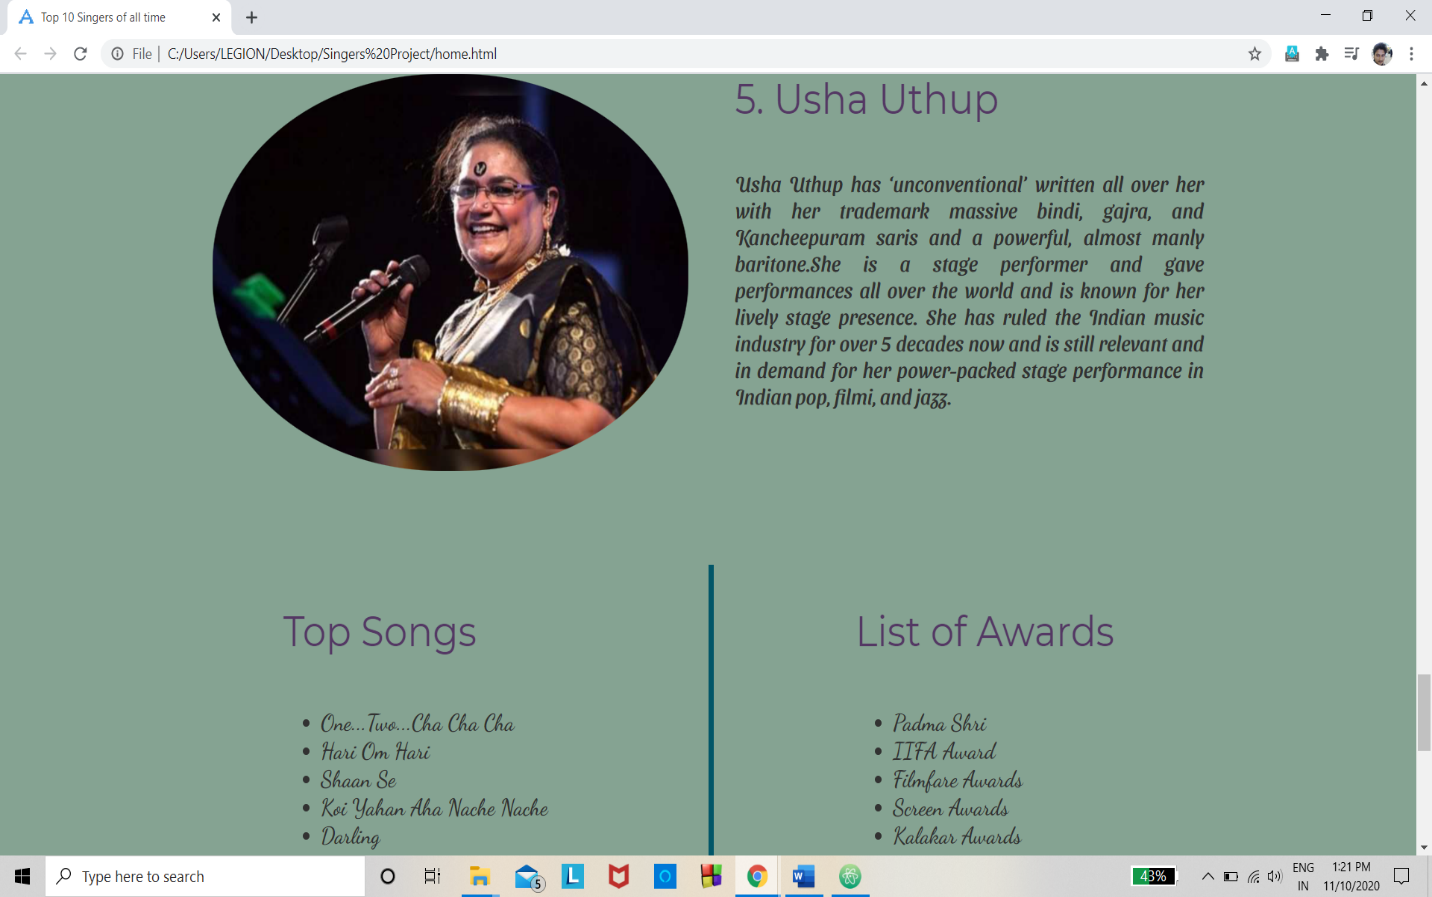 Top 10 Singers of all time
File | C:/Users/LEGION/Desktop/Singers%20Project/home.html
5. Usha Uthup
Usha Uthup has ‘unconventional’ written all over her
with her trademark massive bindi, gajra, and
Kancheepuram saris and a powerful, almost manly
baritone.She is a stage performer and gave
performances all over the world and is known for her
lively stage presence. She has ruled the Indian music
industry for over 5 decades now and is still relevant and
in demand for her power-packed stage performance in
Indian pop, filmi, and jazz.
Top Songs
One...Two...Cha Cha Cha
Hari Om Hari
Shaan Se
Koi Yahan Aha Nache Nache
Darling
List of Awards
Padma Shri
IIFA Award
Filmfare Awards
Screen Awards
Kalakar Awards
Type here to search
5
L
W
43%
ENG
IN
1:21 PM
11/10/2020